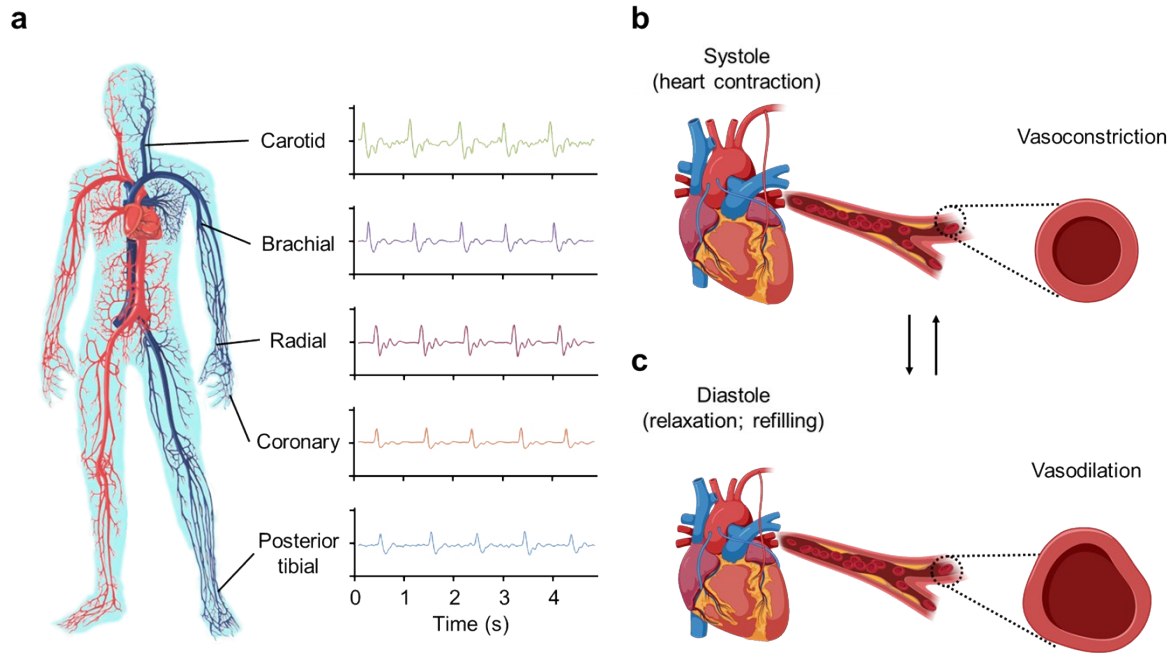 a
Carotid
Brachial
Radial
Coronary
Posterior
tibial
0 1 2 3 4
Time (s)
b
Systole
(heart contraction)
Vasoconstriction
c
Diastole
(relaxation; refilling)
Vasodilation